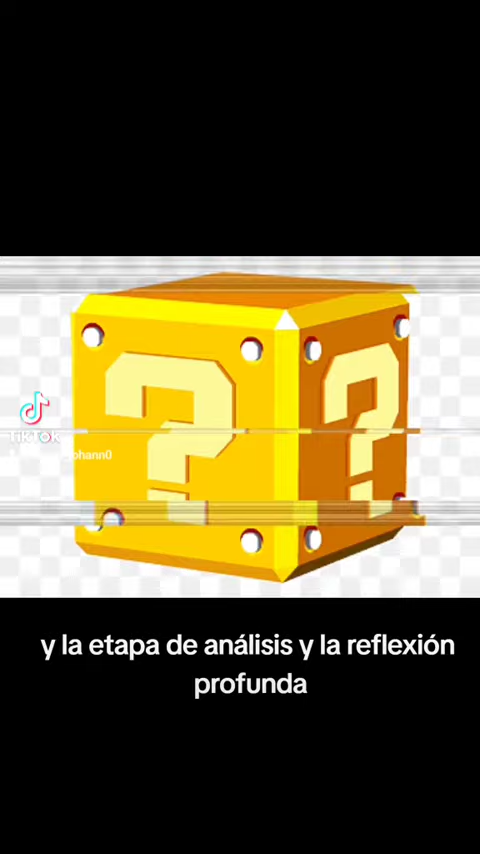 ?
?
TikTok
y la etapa de análisis y la reflexión
profunda